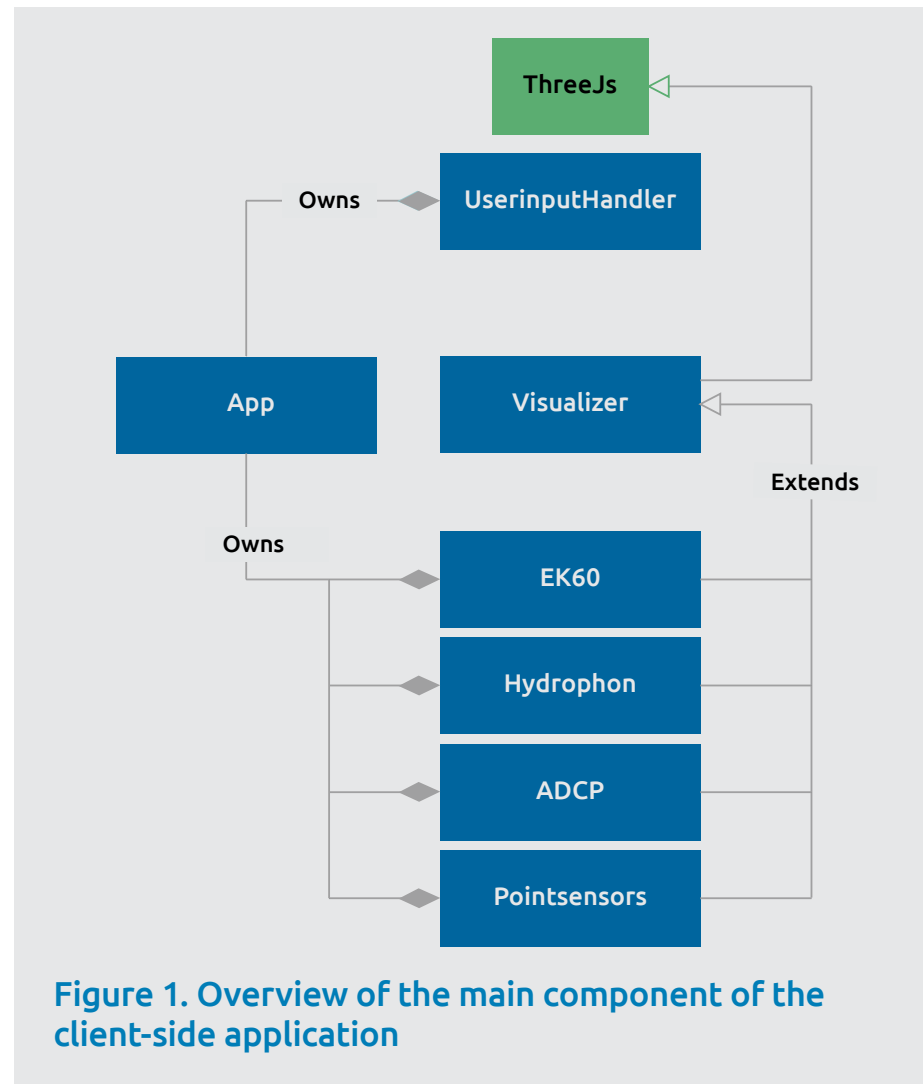 ThreeJs
Owns
UserinputHandler
App
Visualizer
Extends
Owns
EK60
Hydrophon
ADCP
Pointsensors
Figure 1. Overview of the main component of the
client-side application